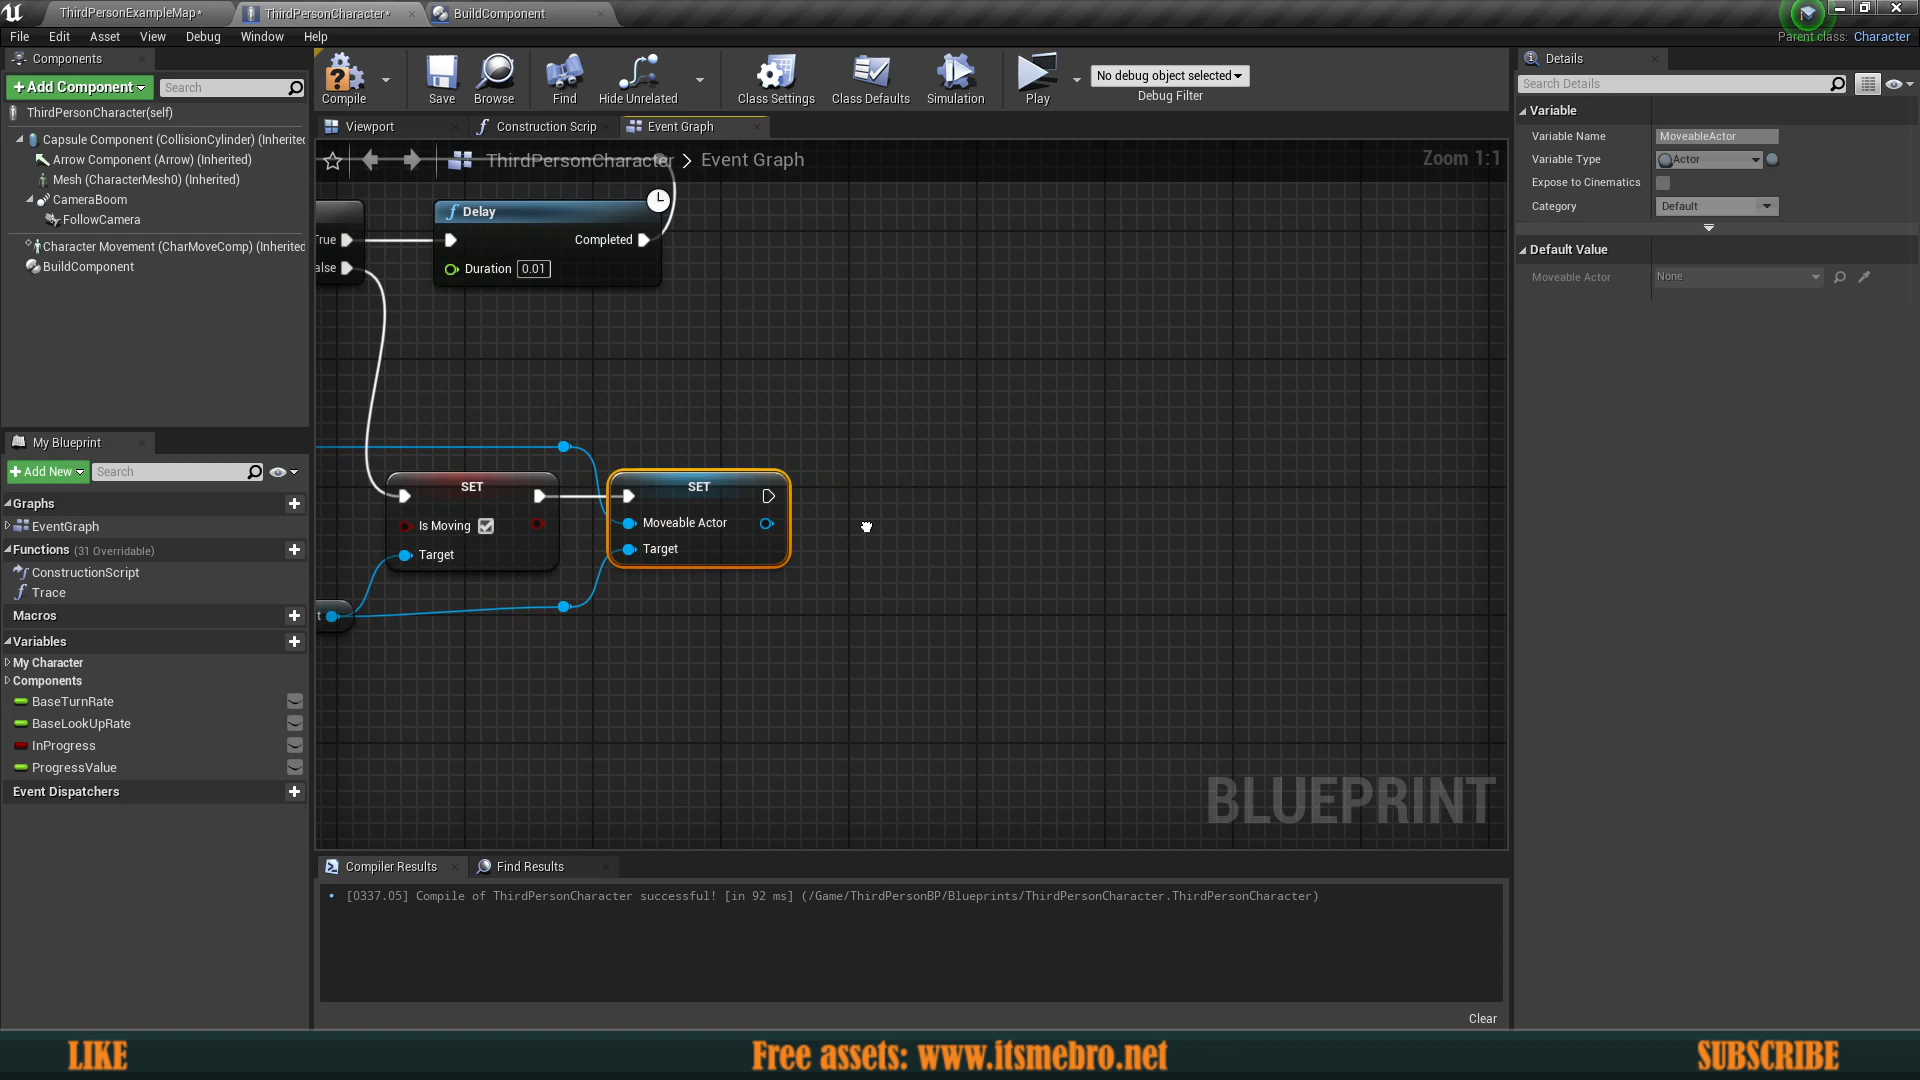 ThirdPersonExampleMap*
ThirdPersonCharacter*
BuildComponent
File Edit Asset View Debug Window Help
Parent class: Character
Components
+Add Component
Search
ThirdPersonCharacter(self)
Capsule Component (CollisionCylinder) (Inherited
Arrow Component (Arrow) (Inherited)
Mesh (CharacterMesh0) (Inherited)
CameraBoom
FollowCamera
Character Movement (CharMoveComp) (Inherited
BuildComponent
My Blueprint
+Add New
Search
Graphs
EventGraph
Functions (31 Overridable)
ConstructionScript
Trace
Macros
Variables
My Character
Components
BaseTurnRate
BaseLookUpRate
InProgress
ProgressValue
Event Dispatchers
Compile
Save
Browse
Find
Hide Unrelated
Class Settings
Class Defaults
Simulation
Play
No debug object selected
Debug Filter
Viewport
Construction Scrip
Event Graph
ThirdPersonCharacter > Event Graph
Zoom 1:1
True
alse
Delay
Completed
Duration 0.01
SET
Is Moving
Target
SET
Moveable Actor
Target
t
BLUEPRINT
Compiler Results
Find Results
[0337.05] Compile of ThirdPersonCharacter successful! [in 92 ms] (/Game/ThirdPersonBP/Blueprints/ThirdPersonCharacter.ThirdPersonCharacter)
Clear
Details
Search Details
Variable
Variable Name MoveableActor
Variable Type Actor
Expose to Cinematics
Category Default
Default Value
Moveable Actor None
LIKE
Free assets: www.itsmebro.net
SUBSCRIBE